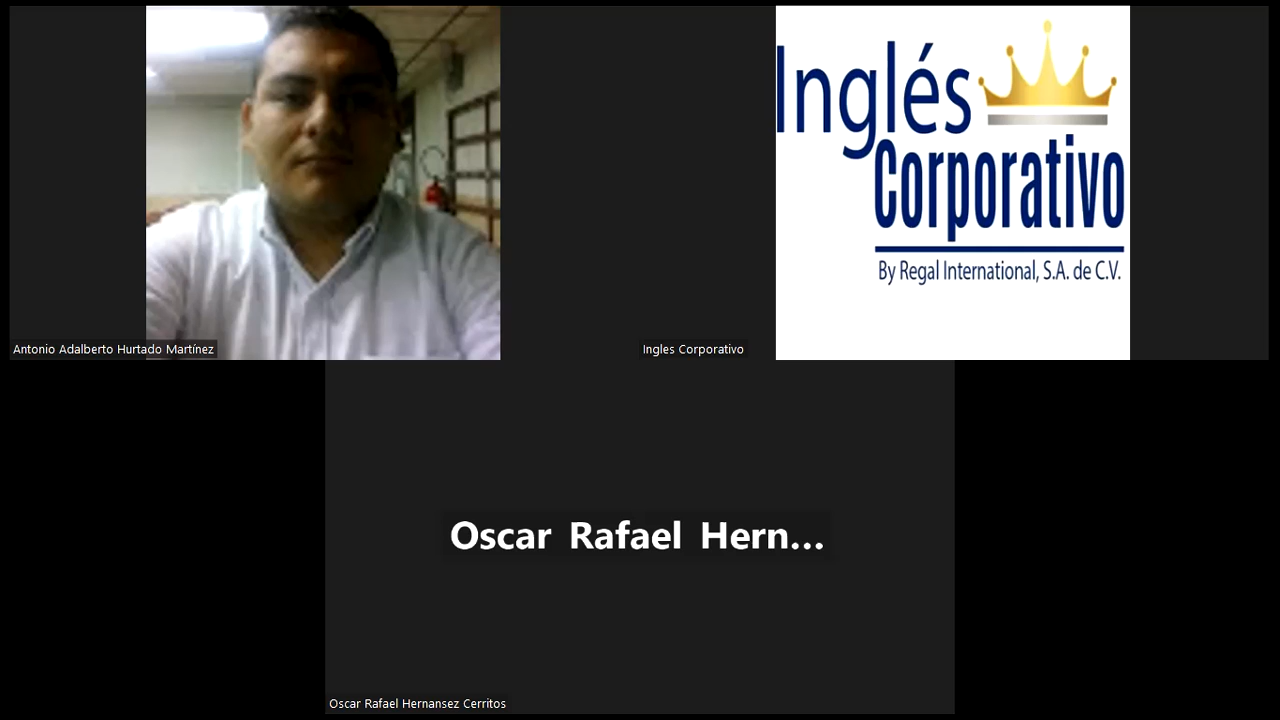 Inglés
Corporativo
By Regal International, S.A. de C.V.
Antonio Adalberto Hurtado Martínez
Ingles Corporativo
Oscar Rafael Hern...
Oscar Rafael Hernansez Cerritos